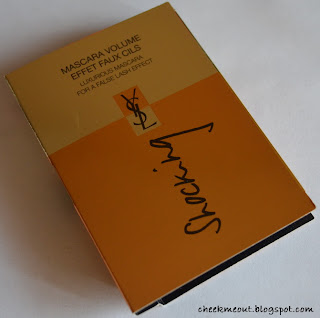 MASCARA VOLUME
EFFET FAUX CILS
LUXURIOUS MASCARA
FOR A FALSE LASH EFFECT
YSL
Shocking
cheekmeout.blogspot.com